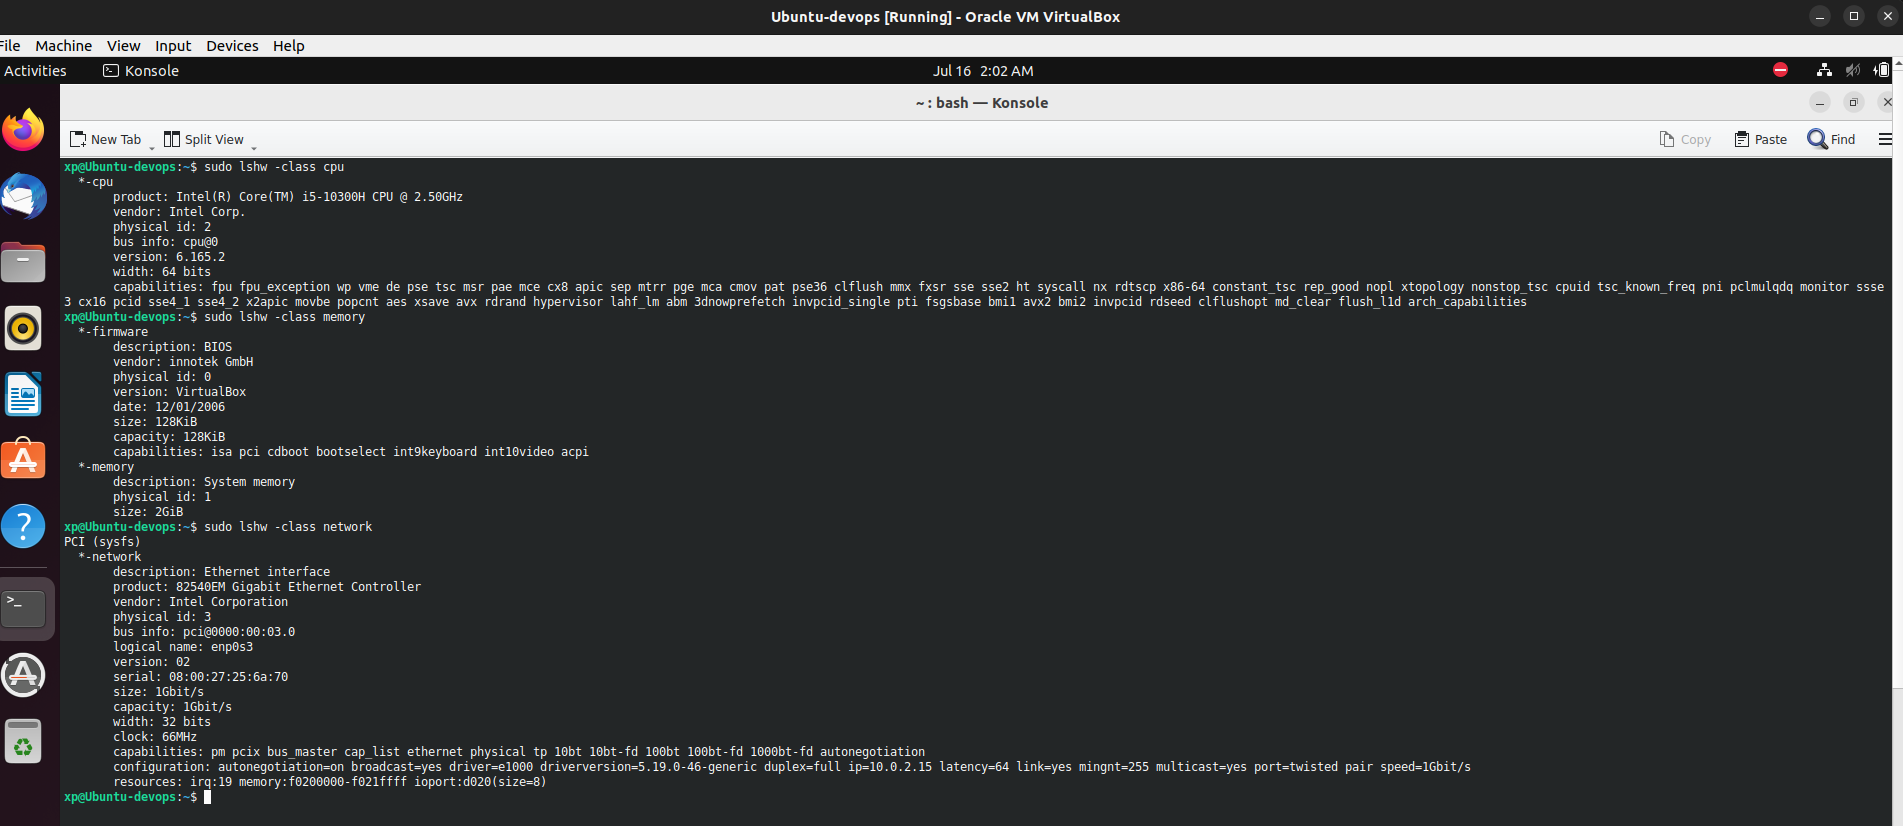 Ubuntu-devops [Running] - Oracle VM VirtualBox
File Machine View Input Devices Help
Activities Konsole Jul 16 2:02 AM
~ : bash — Konsole
New Tab Split View Copy Paste Find
xp@Ubuntu-devops:~$ sudo lshw -class cpu
*-cpu
product: Intel(R) Core(TM) i5-10300H CPU @ 2.50GHz
vendor: Intel Corp.
physical id: 2
bus info: cpu@0
version: 6.165.2
width: 64 bits
capabilities: fpu fpu_exception wp vme de pse tsc msr pae mce cx8 apic sep mtrr pge mca cmov pat pse36 clflush mmx fxsr sse sse2 ht syscall nx rdtscp x86-64 constant_tsc rep_good nopl xtopology nonstop_tsc cpuid tsc_known_freq pni pclmulqdq monitor ssse
3 cx16 pcid sse4_1 sse4_2 x2apic movbe popcnt aes xsave avx rdrand hypervisor lahf_lm abm 3dnowprefetch invpcid_single pti fsgsbase bmi1 avx2 bmi2 invpcid rdseed clflushopt md_clear flush_l1d arch_capabilities
xp@Ubuntu-devops:~$ sudo lshw -class memory
*-firmware
description: BIOS
vendor: innotek GmbH
physical id: 0
version: VirtualBox
date: 12/01/2006
size: 128KiB
capacity: 128KiB
capabilities: isa pci cdboot bootselect int9keyboard int10video acpi
*-memory
description: System memory
physical id: 1
size: 2GiB
xp@Ubuntu-devops:~$ sudo lshw -class network
PCI (sysfs)
*-network
description: Ethernet interface
product: 82540EM Gigabit Ethernet Controller
vendor: Intel Corporation
physical id: 3
bus info: pci@0000:00:03.0
logical name: enp0s3
version: 02
serial: 08:00:27:25:6a:70
size: 1Gbit/s
capacity: 1Gbit/s
width: 32 bits
clock: 66MHz
capabilities: pm pcix bus_master cap_list ethernet physical tp 10bt 10bt-fd 100bt 100bt-fd 1000bt-fd autonegotiation
configuration: autonegotiation=on broadcast=yes driver=e1000 driverversion=5.19.0-46-generic duplex=full ip=10.0.2.15 latency=64 link=yes mingnt=255 multicast=yes port=twisted pair speed=1Gbit/s
resources: irq:19 memory:f0200000-f021ffff ioport:d020(size=8)
xp@Ubuntu-devops:~$